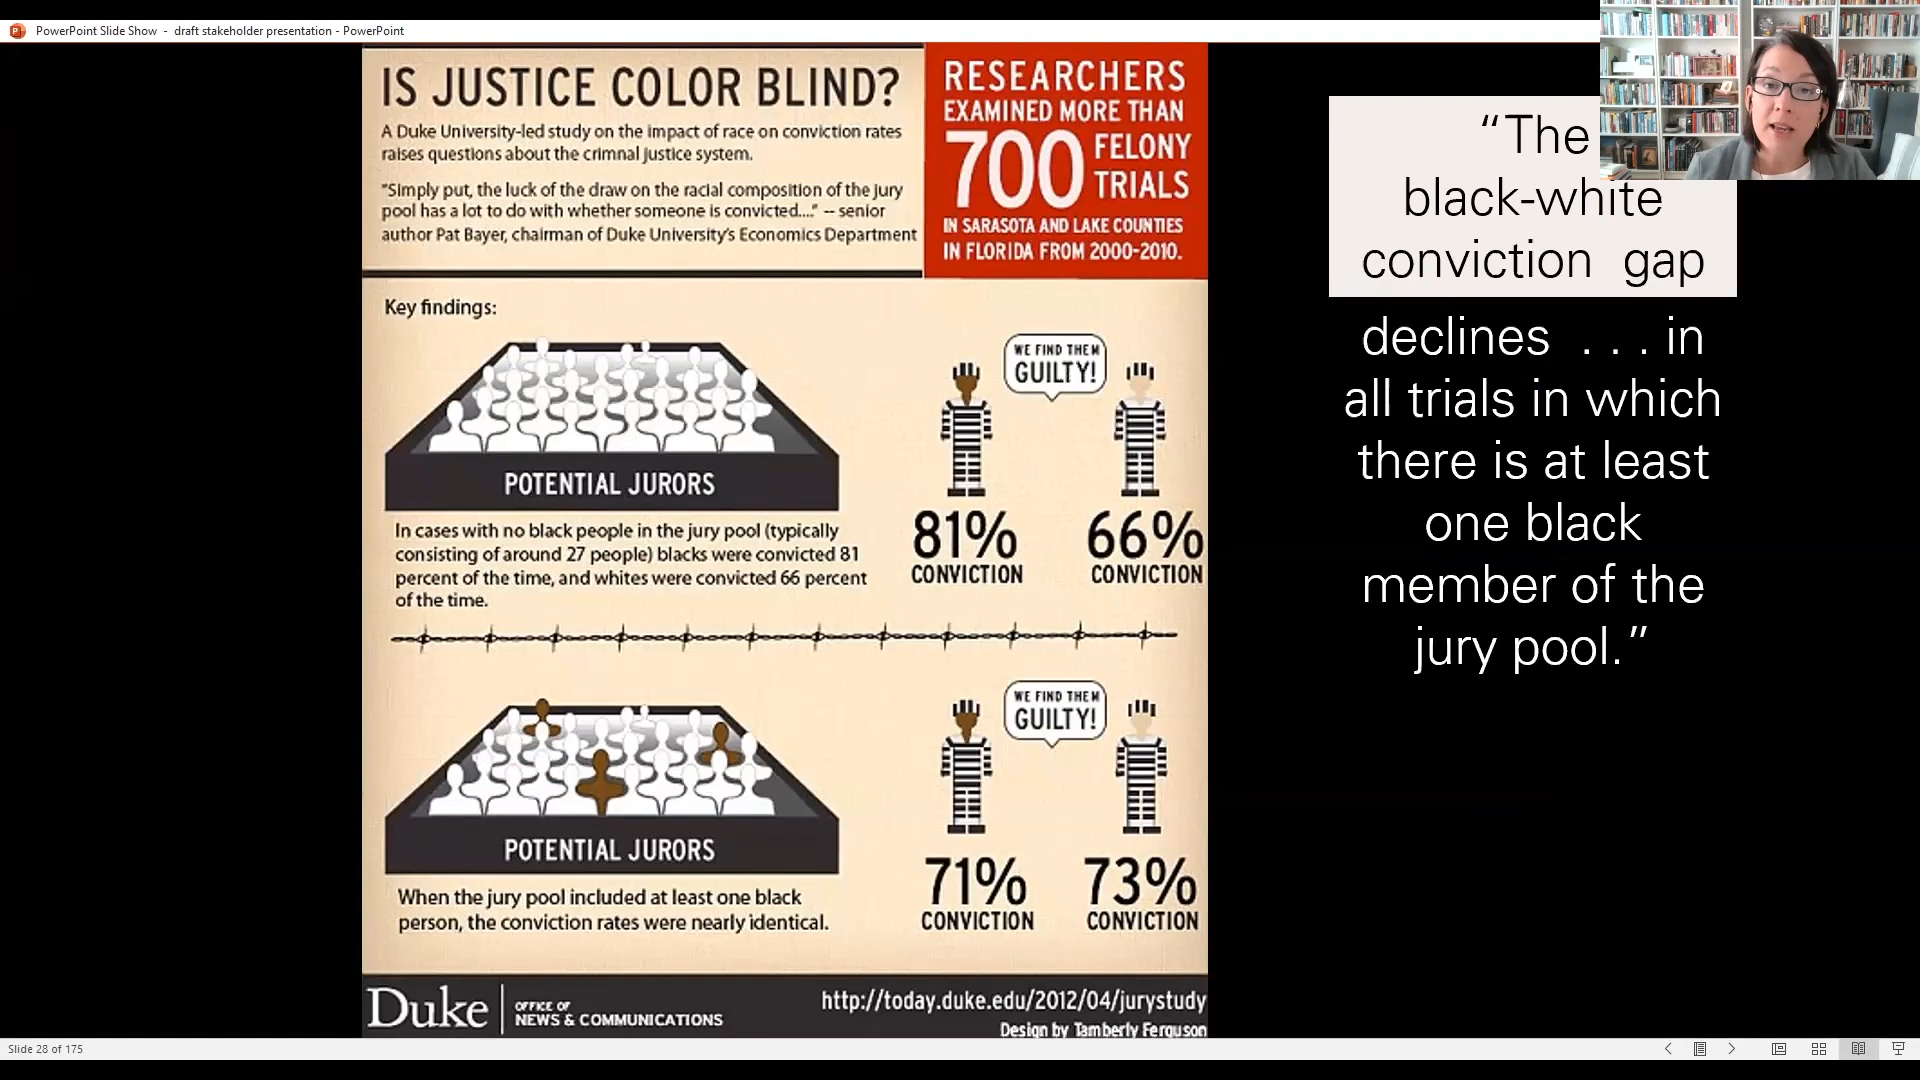 PowerPoint Slide Show - draft stakeholder presentation - PowerPoint
IS JUSTICE COLOR BLIND?
A Duke University-led study on the impact of race on conviction rates
raises questions about the crimnal justice system.
"Simply put, the luck of the draw on the racial composition of the jury
pool has a lot to do with whether someone is convicted...." -- senior
author Pat Bayer, chairman of Duke University's Economics Department
RESEARCHERS
EXAMINED MORE THAN
700 FELONY
TRIALS
IN SARASOTA AND LAKE COUNTIES
IN FLORIDA FROM 2000-2010.
Key findings:
POTENTIAL JURORS
In cases with no black people in the jury pool (typically
consisting of around 27 people) blacks were convicted 81
percent of the time, and whites were convicted 66 percent
of the time.
WE FIND THEM
GUILTY!
81%
CONVICTION
66%
CONVICTION
POTENTIAL JURORS
When the jury pool included at least one black
person, the conviction rates were nearly identical.
WE FIND THEM
GUILTY!
71%
CONVICTION
73%
CONVICTION
Duke
OFFICE OF
NEWS & COMMUNICATIONS
http://today.duke.edu/2012/04/jurystudy
Design by Tamberly Ferguson
“The
black-white
conviction gap
declines . . . in
all trials in which
there is at least
one black
member of the
jury pool.”
Slide 28 of 175